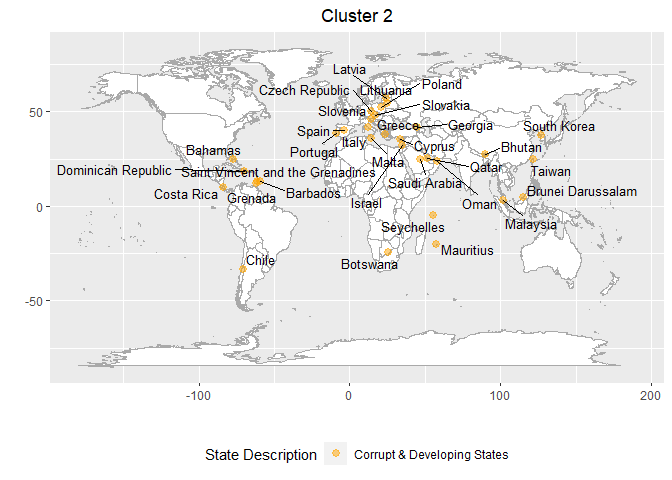 Cluster 2
Latvia
Czech Republic
Lithuania
Poland
Slovenia
Slovakia
Spain
Greece
Georgia
South Korea
Bahamas
Portugal
Italy
Cyprus
Bhutan
Dominican Republic
Saint Vincent and the Grenadines
Malta
Qatar
Taiwan
Saudi Arabia
Costa Rica
Grenada
Barbados
Israel
Oman
Brunei Darussalam
Seychelles
Malaysia
Mauritius
Chile
Botswana
50
0
-50
-100
0
100
200
State Description
Corrupt & Developing States